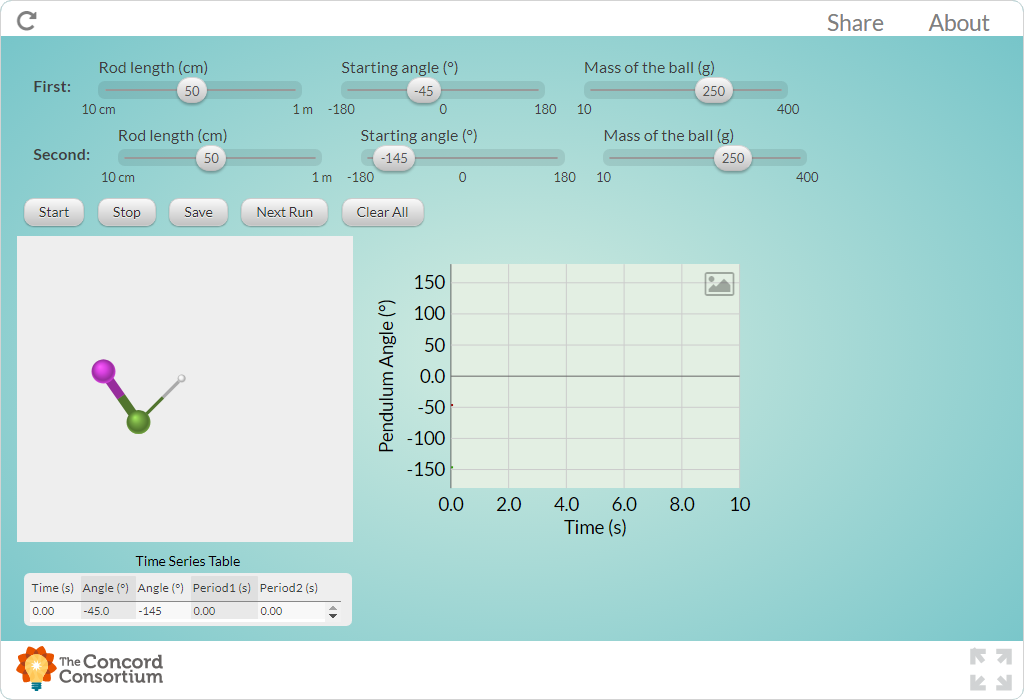 Share About
Rod length (cm) Starting angle (°) Mass of the ball (g)
First: 50 -45 250
10 cm 1 m -180 0 180 10 400
Rod length (cm) Starting angle (°) Mass of the ball (g)
Second: 50 -145 250
10 cm 1 m -180 0 180 10 400
Start Stop Save Next Run Clear All
150
100
50
0.0
-50
-100
-150
Pendulum Angle (°)
0.0 2.0 4.0 6.0 8.0 10
Time (s)
Time Series Table
Time (s) Angle (°) Angle (°) Period1 (s) Period2 (s)
0.00 -45.0 -145 0.00 0.00
The Concord
Consortium